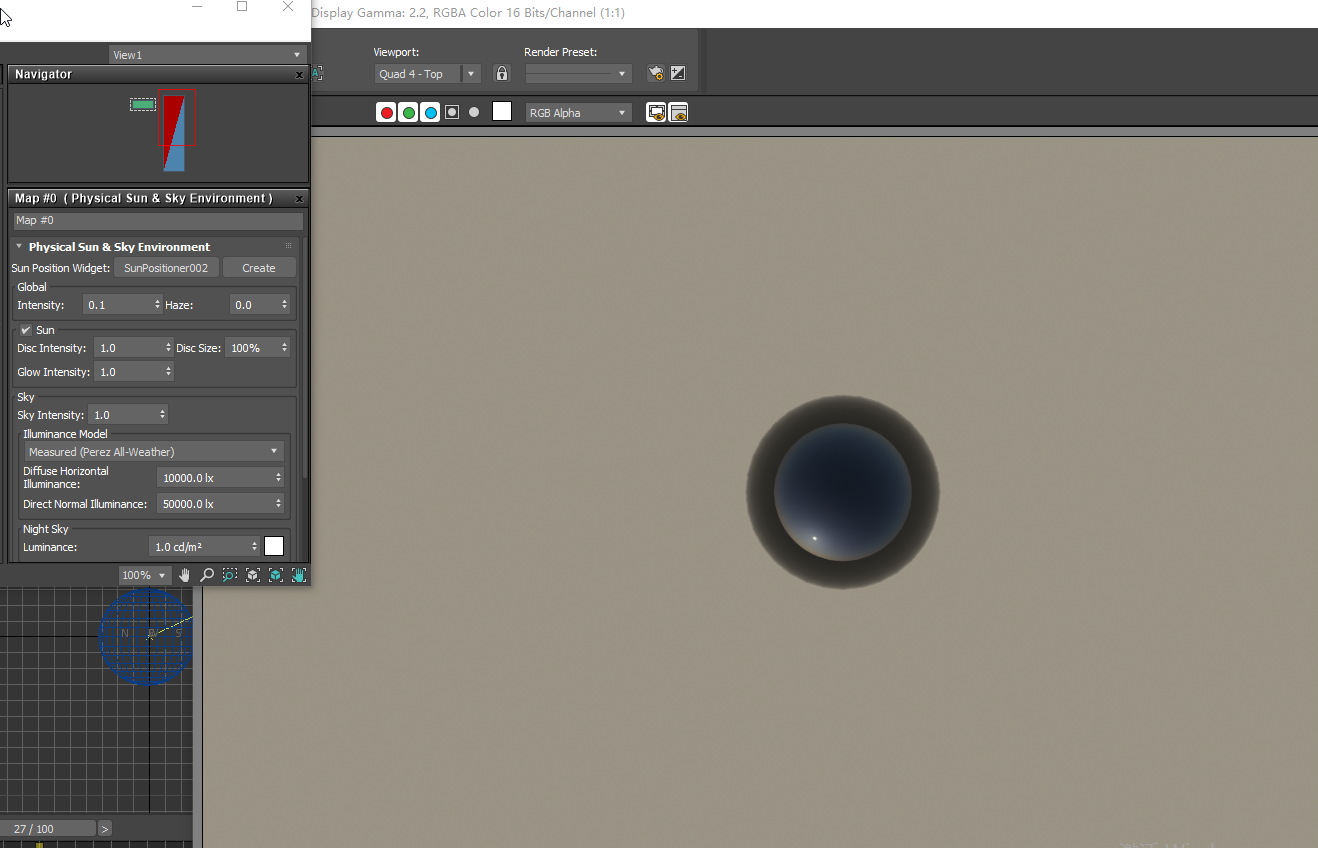 Display Gamma: 2.2, RGBA Color 16 Bits/Channel (1:1)
View1
Viewport:
Render Preset:
Quad 4 - Top
Navigator
RGB Alpha
Map #0 ( Physical Sun & Sky Environment )
Map #0
Physical Sun & Sky Environment
Sun Position Widget: SunPositioner002 Create
Global
Intensity: 0.1 Haze: 0.0
Sun
Disc Intensity: 1.0 Disc Size: 100%
Glow Intensity: 1.0
Sky
Sky Intensity: 1.0
Illuminance Model
Measured (Perez All-Weather)
Diffuse Horizontal
Illuminance: 10000.0 lx
Direct Normal Illuminance: 50000.0 lx
Night Sky
Luminance: 1.0 cd/m²
100%
N S
27 / 100 >